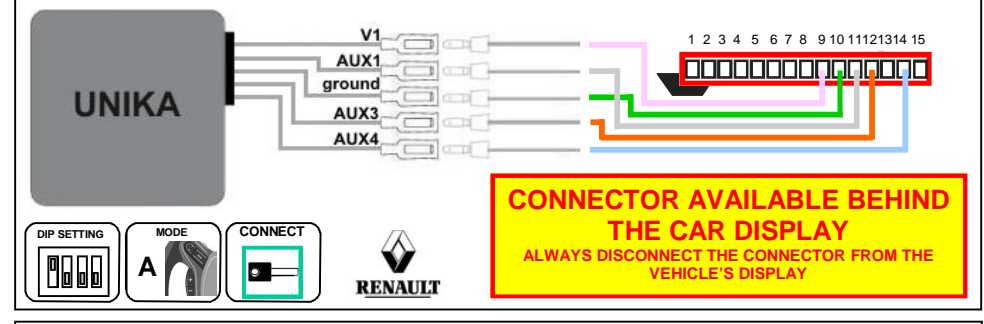 V1
1 2 3 4 5 6 7 8 9 10 11 12 13 14 15
AUX1
ground
UNIKA
AUX3
AUX4
CONNECTOR AVAILABLE BEHIND
THE CAR DISPLAY
ALWAYS DISCONNECT THE CONNECTOR FROM THE
VEHICLE'S DISPLAY
DIP SETTING
MODE
A
CONNECT
RENAULT